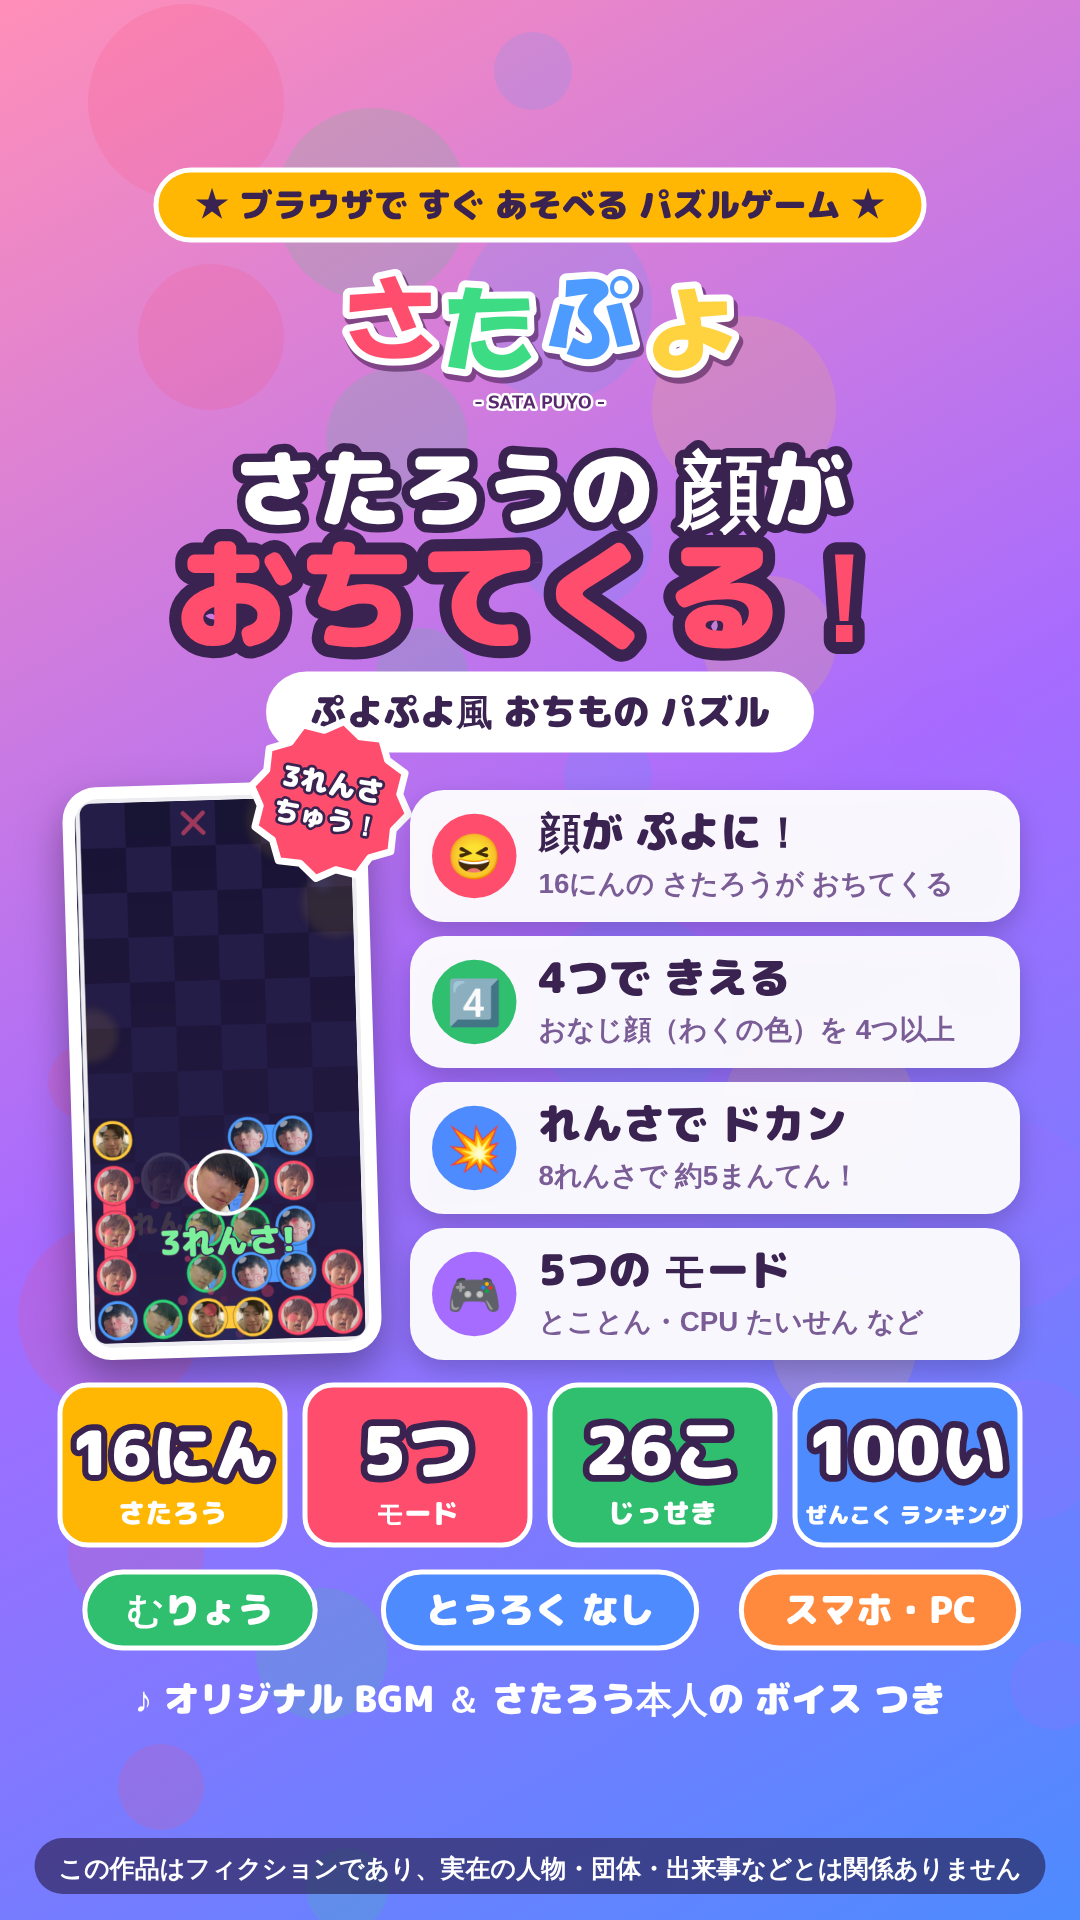 ★ ブラウザで すぐ あそべる パズルゲーム ★
さたぷよ
- SATA PUYO -
さたろうの 顔が
おちてくる！
ぷよぷよ風 おちもの パズル
3れんさ
ちゅう！
3れんさ!
顔が ぷよに！
16にんの さたろうが おちてくる
4つで きえる
4
おなじ顔（わくの色）を 4つ以上
れんさで ドカン
8れんさで 約5まんてん！
5つの モード
とことん・CPU たいせん など
16にん
さたろう
5つ
モード
26こ
じっせき
100い
ぜんこく ランキング
むりょう
とうろく なし
スマホ・PC
♪ オリジナル BGM ＆ さたろう本人の ボイス つき
この作品はフィクションであり、実在の人物・団体・出来事などとは関係ありません